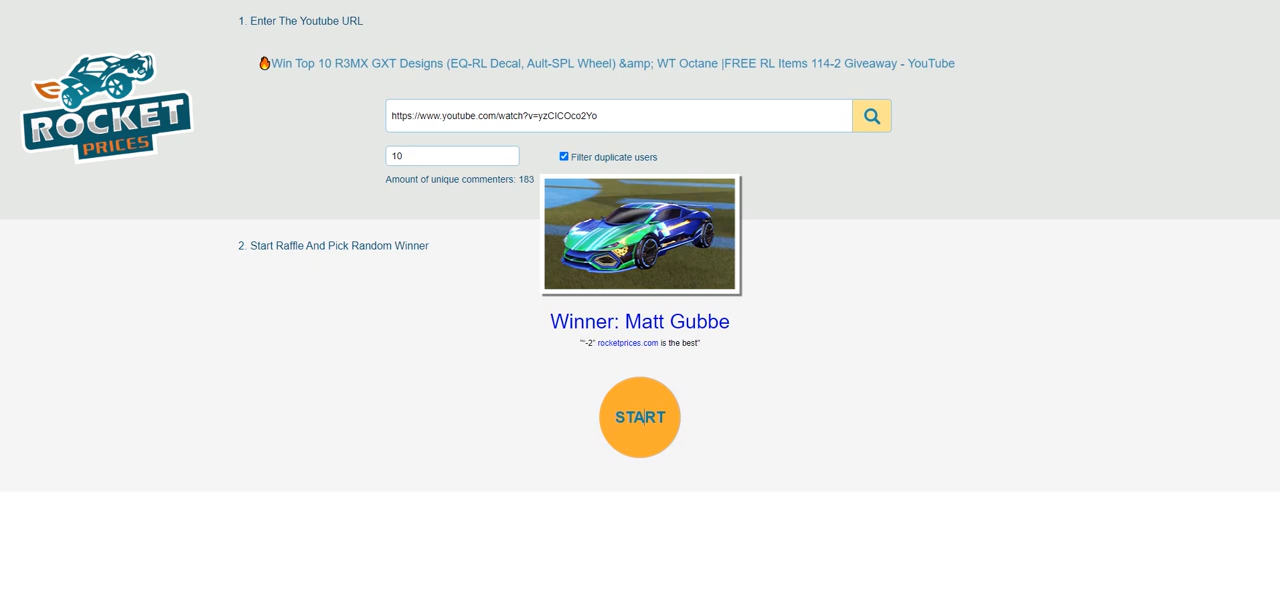 1. Enter The Youtube URL
🔥Win Top 10 R3MX GXT Designs (EQ-RL Decal, Ault-SPL Wheel) &amp; WT Octane |FREE RL Items 114-2 Giveaway - YouTube
ROCKET
PRICES
https://www.youtube.com/watch?v=yzCICOco2Yo
10
Filter duplicate users
Amount of unique commenters: 183
2. Start Raffle And Pick Random Winner
Winner: Matt Gubbe
"“-2” rocketprices.com is the best"
START